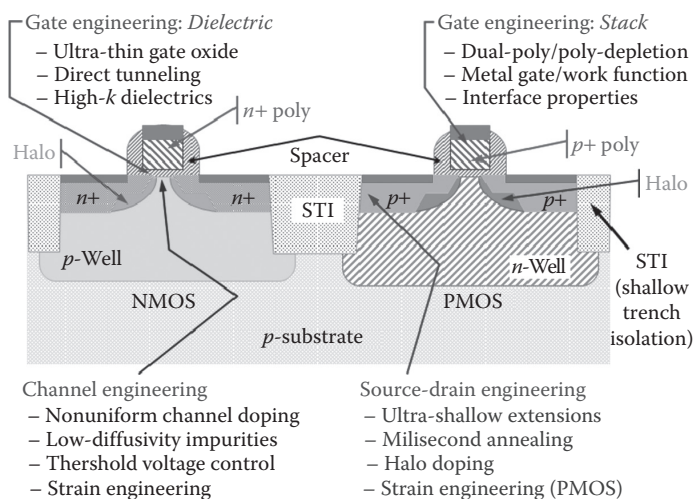 Gate engineering: Dielectric
– Ultra-thin gate oxide
– Direct tunneling
– High-k dielectrics
Gate engineering: Stack
– Dual-poly/poly-depletion
– Metal gate/work function
– Interface properties
n+ poly
p+ poly
Halo
Spacer
Halo
n+
n+
STI
p+
p+
p-Well
n-Well
STI
(shallow
trench
isolation)
NMOS
PMOS
p-substrate
Channel engineering
– Nonuniform channel doping
– Low-diffusivity impurities
– Thershold voltage control
– Strain engineering
Source-drain engineering
– Ultra-shallow extensions
– Milisecond annealing
– Halo doping
– Strain engineering (PMOS)